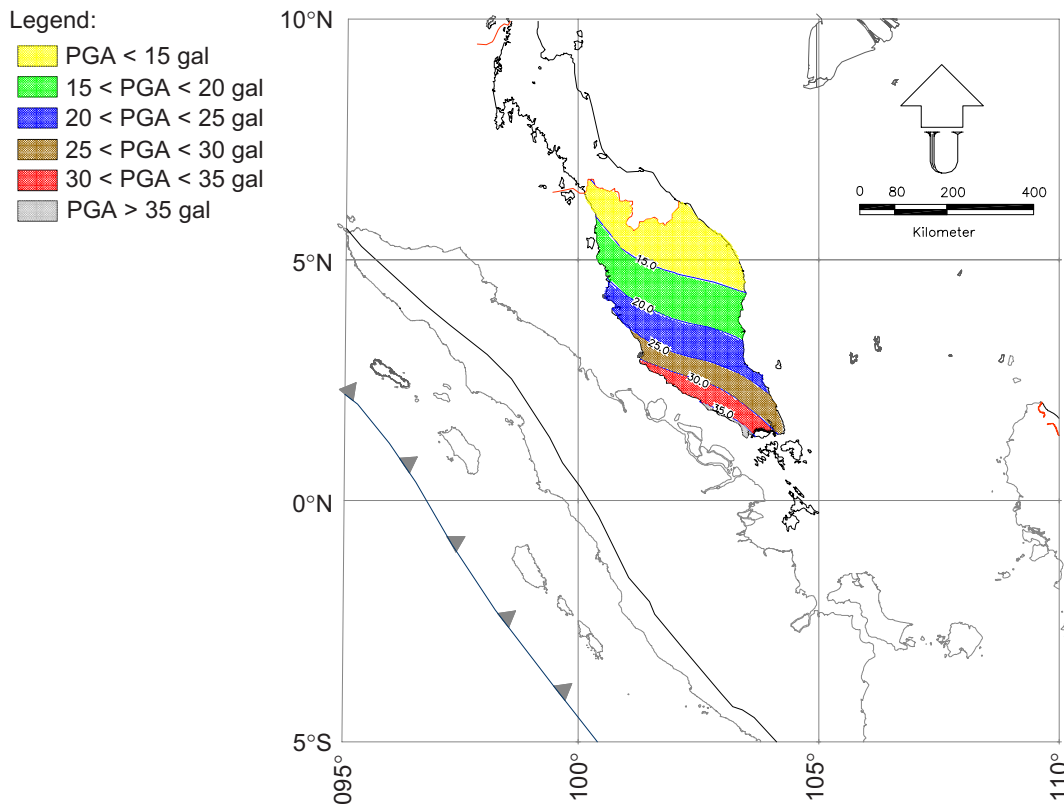 Legend:
PGA < 15 gal
15 < PGA < 20 gal
20 < PGA < 25 gal
25 < PGA < 30 gal
30 < PGA < 35 gal
PGA > 35 gal
10°N
5°N
0°N
5°S
095°
100°
105°
110°
0 80 200 400
Kilometer
15.0
20.0
25.0
30.0
35.0